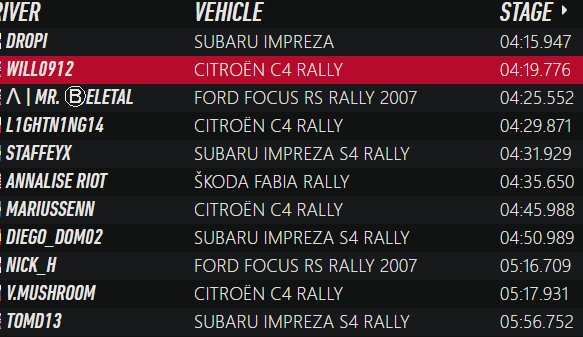 RIVER VEHICLE STAGE
DROPI SUBARU IMPREZA 04:15.947
WILL0912 CITROËN C4 RALLY 04:19.776
/\ | MR. ⒷELETAL FORD FOCUS RS RALLY 2007 04:25.552
L1GHTN1NG14 CITROËN C4 RALLY 04:29.871
STAFFEYX SUBARU IMPREZA S4 RALLY 04:31.929
ANNALISE RIOT ŠKODA FABIA RALLY 04:35.650
MARIUSSENN CITROËN C4 RALLY 04:45.988
DIEGO_DOM02 SUBARU IMPREZA S4 RALLY 04:50.989
NICK_H FORD FOCUS RS RALLY 2007 05:16.709
V.MUSHROOM CITROËN C4 RALLY 05:17.931
TOMD13 SUBARU IMPREZA S4 RALLY 05:56.752